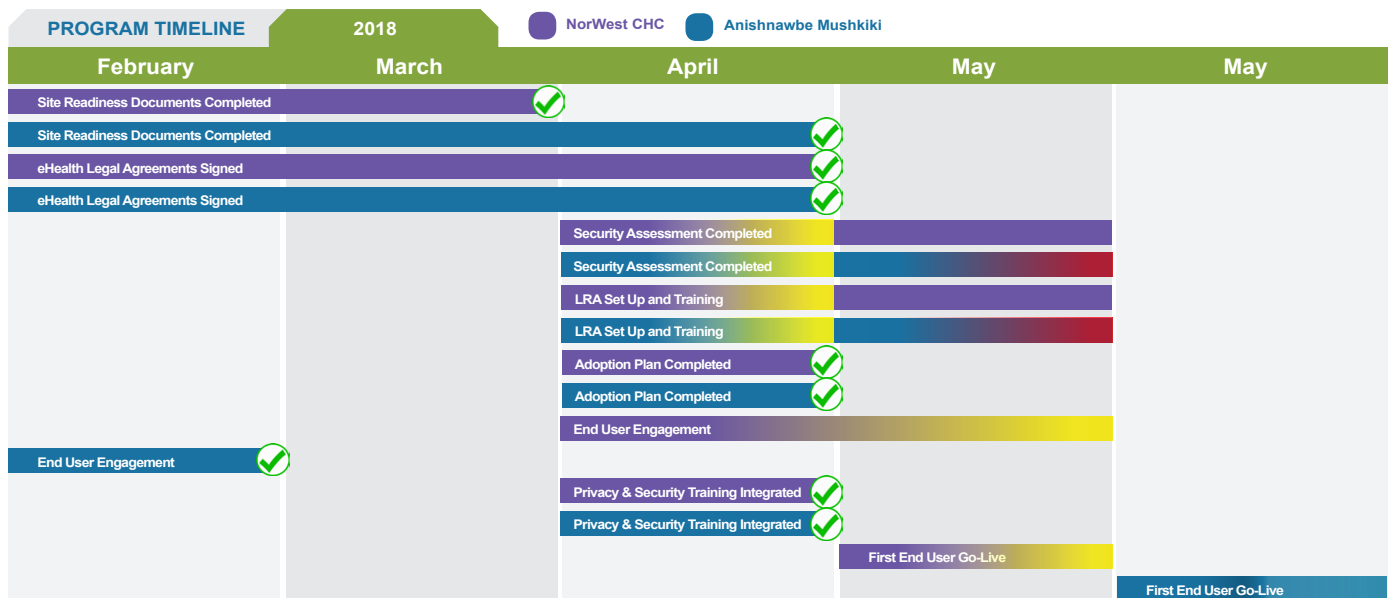 PROGRAM TIMELINE 2018 NorWest CHC Anishnawbe Mushkiki
February March April May May
Site Readiness Documents Completed
Site Readiness Documents Completed
eHealth Legal Agreements Signed
eHealth Legal Agreements Signed
Security Assessment Completed
Security Assessment Completed
LRA Set Up and Training
LRA Set Up and Training
Adoption Plan Completed
Adoption Plan Completed
End User Engagement
End User Engagement
Privacy & Security Training Integrated
Privacy & Security Training Integrated
First End User Go-Live
First End User Go-Live